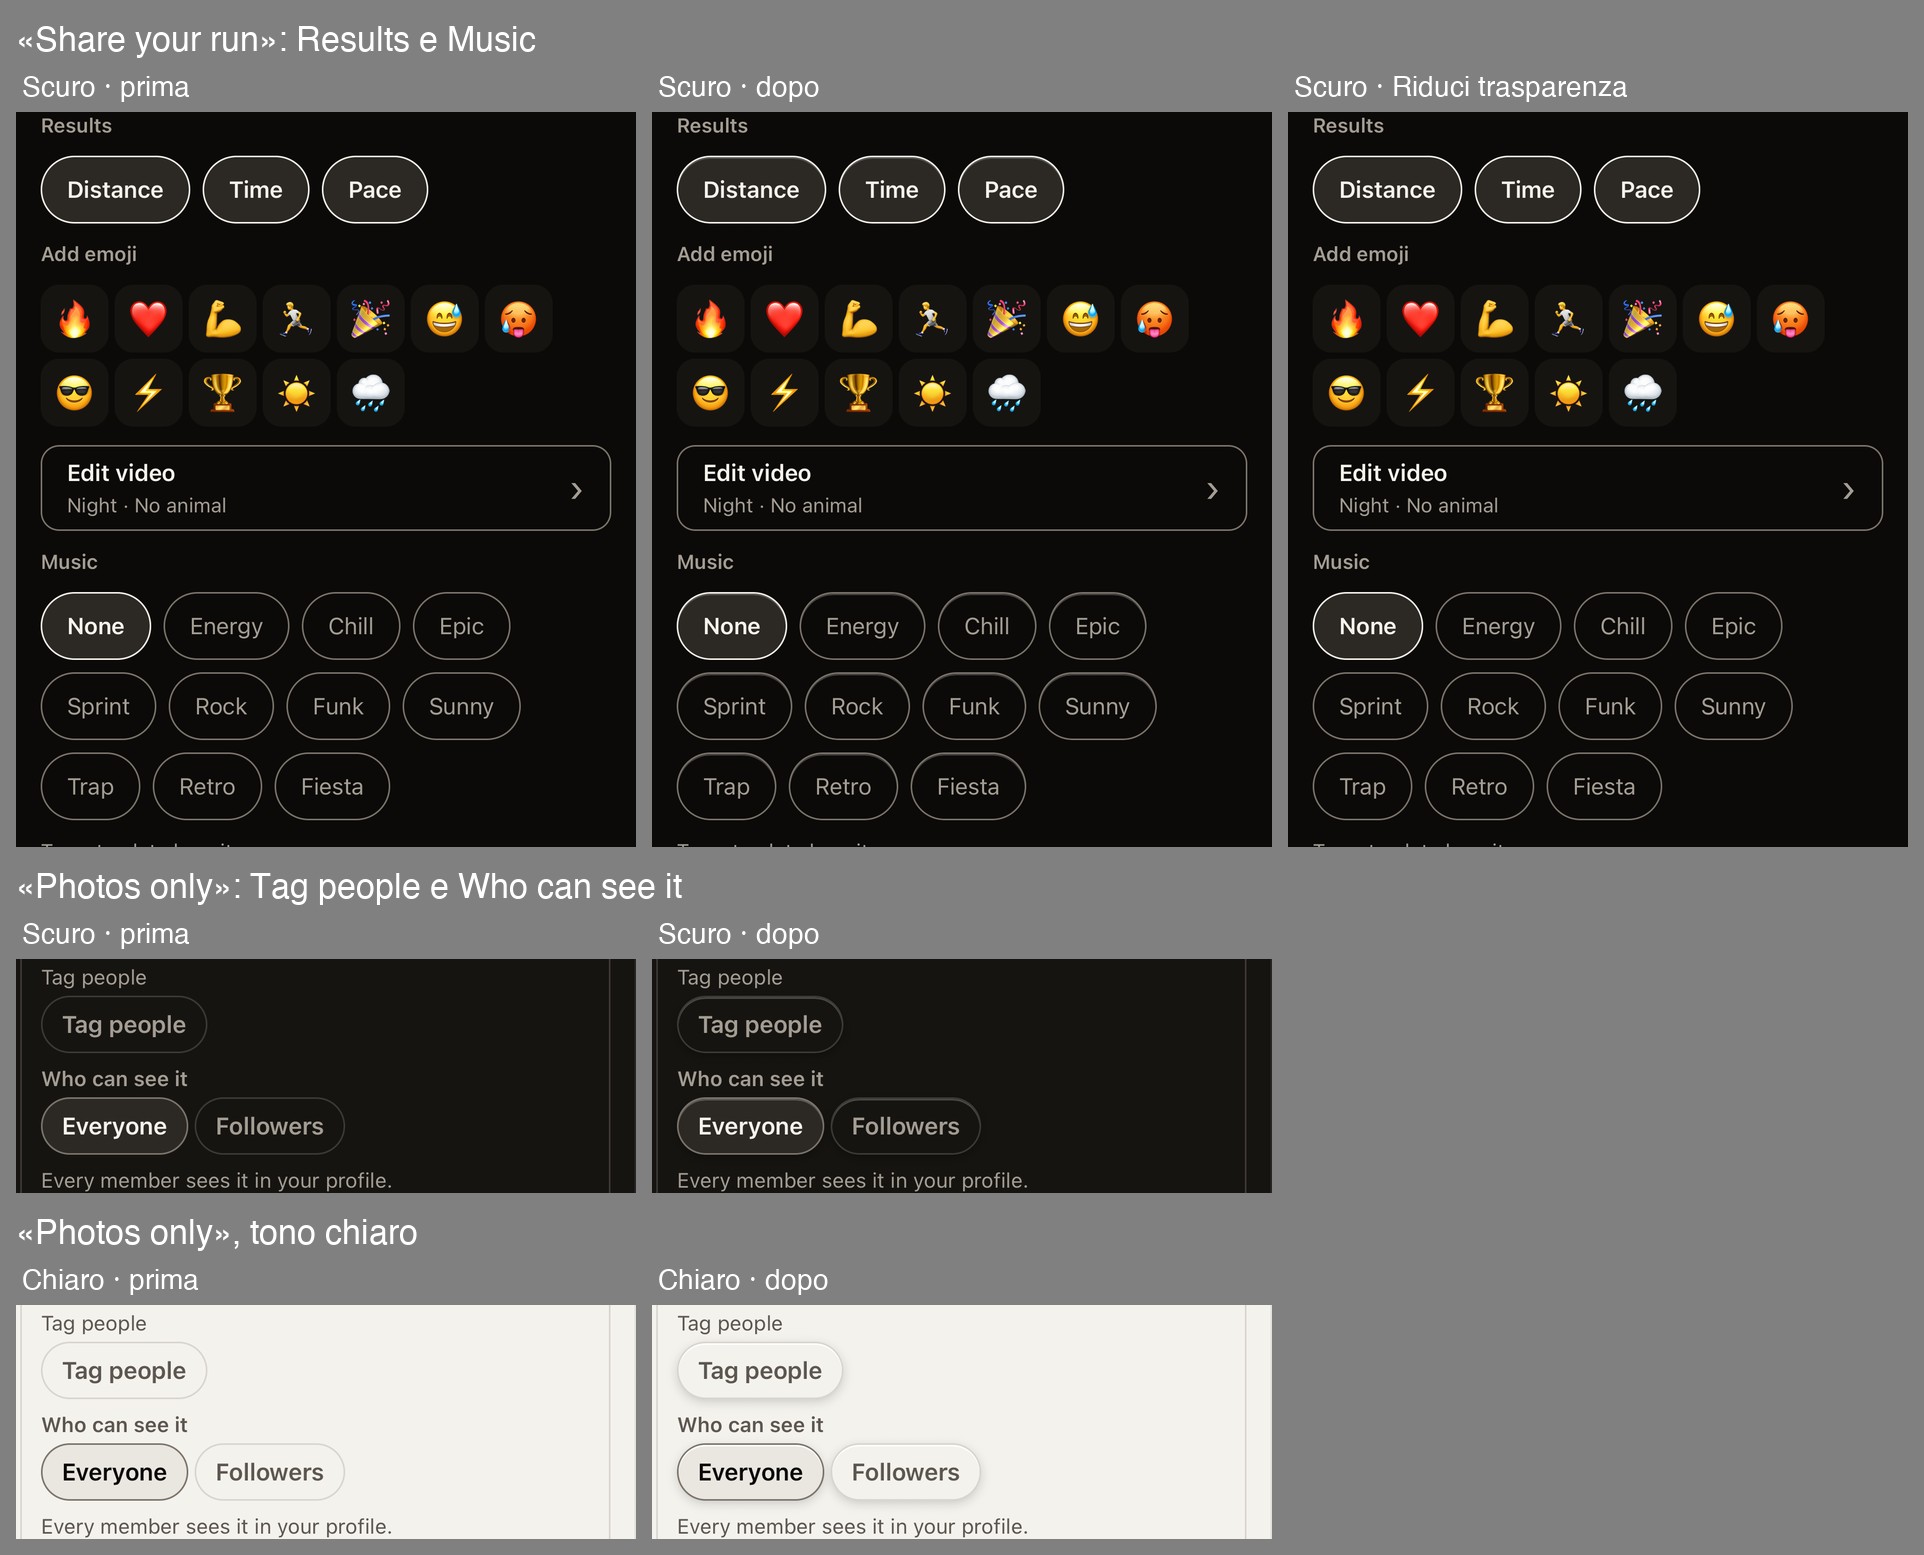 «Share your run»: Results e Music
Scuro · prima
Results
Distance Time Pace
Add emoji
Edit video
Night · No animal
Music
None Energy Chill Epic
Sprint Rock Funk Sunny
Trap Retro Fiesta
Scuro · dopo
Results
Distance Time Pace
Add emoji
Edit video
Night · No animal
Music
None Energy Chill Epic
Sprint Rock Funk Sunny
Trap Retro Fiesta
Scuro · Riduci trasparenza
Results
Distance Time Pace
Add emoji
Edit video
Night · No animal
Music
None Energy Chill Epic
Sprint Rock Funk Sunny
Trap Retro Fiesta
«Photos only»: Tag people e Who can see it
Scuro · prima
Tag people
Tag people
Who can see it
Everyone Followers
Every member sees it in your profile.
Scuro · dopo
Tag people
Tag people
Who can see it
Everyone Followers
Every member sees it in your profile.
«Photos only», tono chiaro
Chiaro · prima
Tag people
Tag people
Who can see it
Everyone Followers
Every member sees it in your profile.
Chiaro · dopo
Tag people
Tag people
Who can see it
Everyone Followers
Every member sees it in your profile.